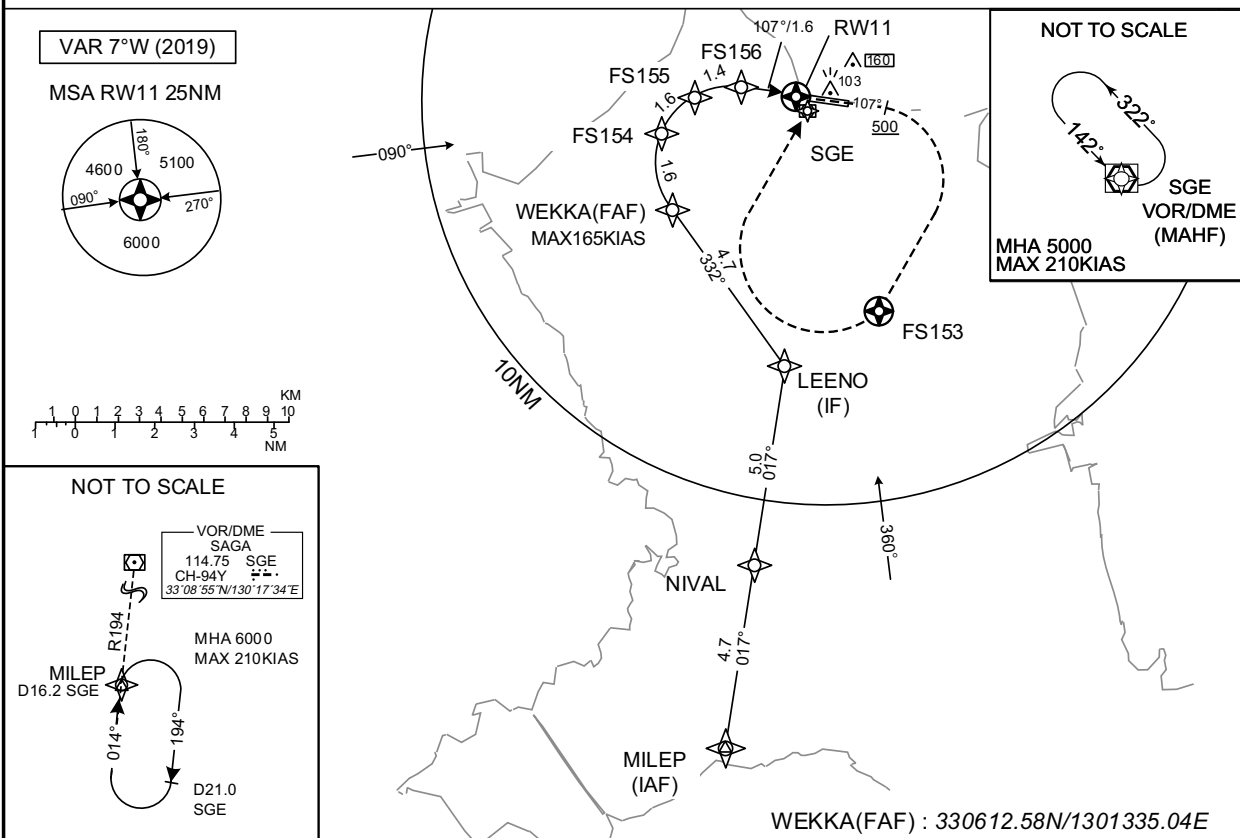 VAR 7°W (2019)
MSA RW11 25NM
180°
4600
5100
090°
270°
6000
KM
1 0 1 2 3 4 5 6 7 8 9 10
1 0 1 2 3 4 5
NM
NOT TO SCALE
VOR/DME
SAGA
114.75 SGE
CH-94Y
33°08´55"N/130°17´34"E
R194
MHA 6000
MAX 210KIAS
MILEP
D16.2 SGE
014°
194°
D21.0
SGE
107°/1.6
RW11
FS156
160
103
FS155
1.4
1.6
107°
500
FS154
SGE
090°
1.6
WEKKA(FAF)
MAX165KIAS
4.7
332°
FS153
10NM
LEENO
(IF)
5.0
017°
360°
NIVAL
4.7
017°
MILEP
(IAF)
NOT TO SCALE
322°
142°
SGE
VOR/DME
(MAHF)
MHA 5000
MAX 210KIAS
WEKKA(FAF) : 330612.58N/1301335.04E